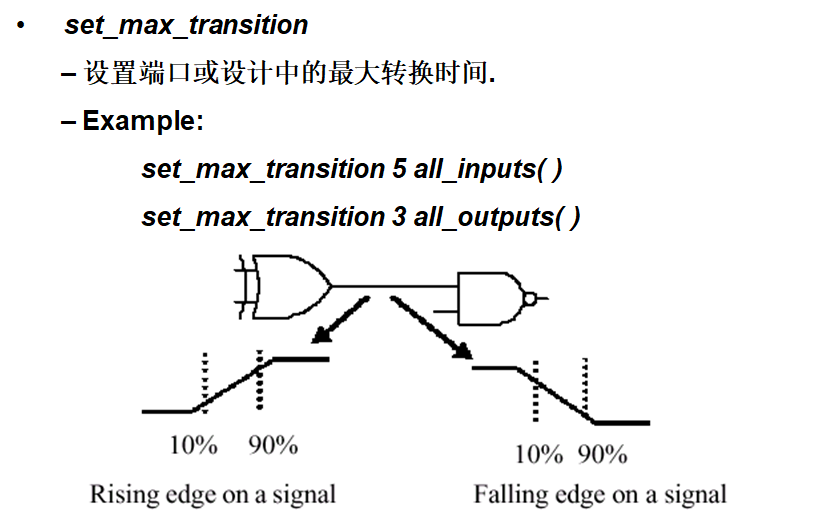 • set_max_transition
– 设置端口或设计中的最大转换时间.
– Example:
set_max_transition 5 all_inputs( )
set_max_transition 3 all_outputs( )
10% 90%
10% 90%
Rising edge on a signal
Falling edge on a signal